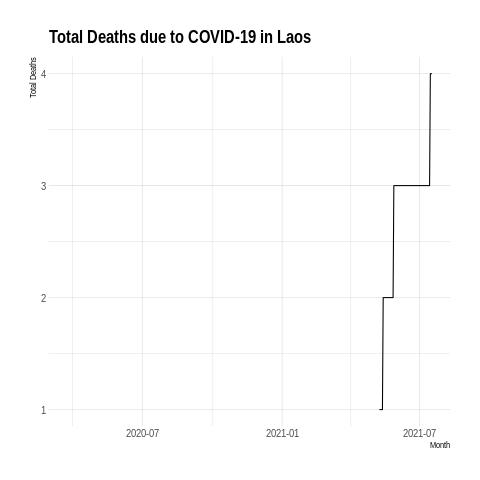 Total Deaths due to COVID-19 in Laos
Total Deaths
4
3
2
1
2020-07
2021-01
2021-07
Month